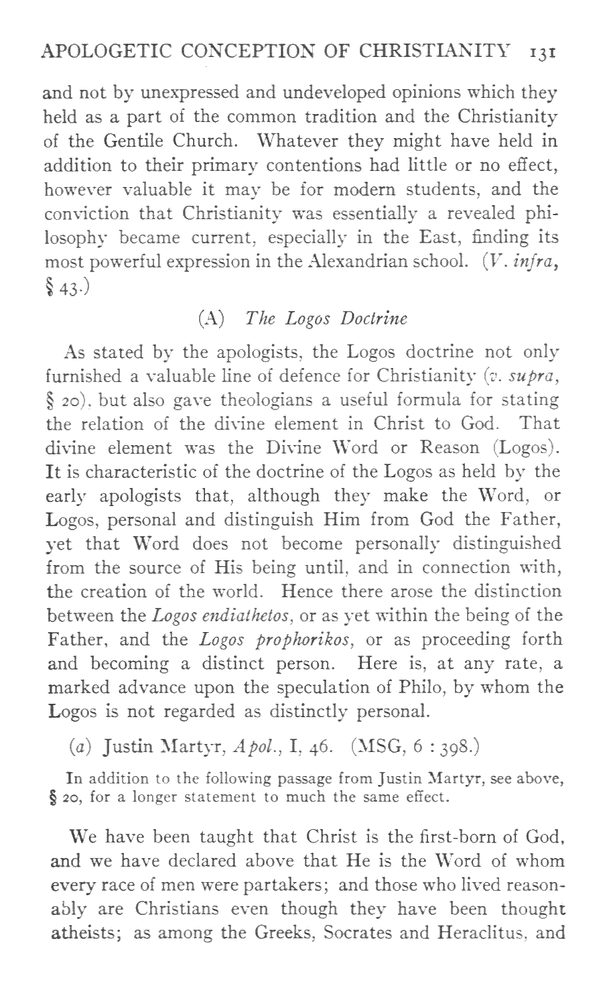 APOLOGETIC CONCEPTION OF CHRISTIANITY 131
and not by unexpressed and undeveloped opinions which they
held as a part of the common tradition and the Christianity
of the Gentile Church. Whatever they might have held in
addition to their primary contentions had little or no effect,
however valuable it may be for modern students, and the
conviction that Christianity was essentially a revealed phi-
losophy became current, especially in the East, finding its
most powerful expression in the Alexandrian school. (V. infra,
§ 43.)
(A) The Logos Doctrine
As stated by the apologists, the Logos doctrine not only
furnished a valuable line of defence for Christianity (v. supra,
§ 20), but also gave theologians a useful formula for stating
the relation of the divine element in Christ to God. That
divine element was the Divine Word or Reason (Logos).
It is characteristic of the doctrine of the Logos as held by the
early apologists that, although they make the Word, or
Logos, personal and distinguish Him from God the Father,
yet that Word does not become personally distinguished
from the source of His being until, and in connection with,
the creation of the world. Hence there arose the distinction
between the Logos endiathetos, or as yet within the being of the
Father, and the Logos prophorikos, or as proceeding forth
and becoming a distinct person. Here is, at any rate, a
marked advance upon the speculation of Philo, by whom the
Logos is not regarded as distinctly personal.
(a) Justin Martyr, Apol., I, 46. (MSG, 6 : 398.)
In addition to the following passage from Justin Martyr, see above,
§ 20, for a longer statement to much the same effect.
We have been taught that Christ is the first-born of God,
and we have declared above that He is the Word of whom
every race of men were partakers; and those who lived reason-
ably are Christians even though they have been thought
atheists; as among the Greeks, Socrates and Heraclitus, and